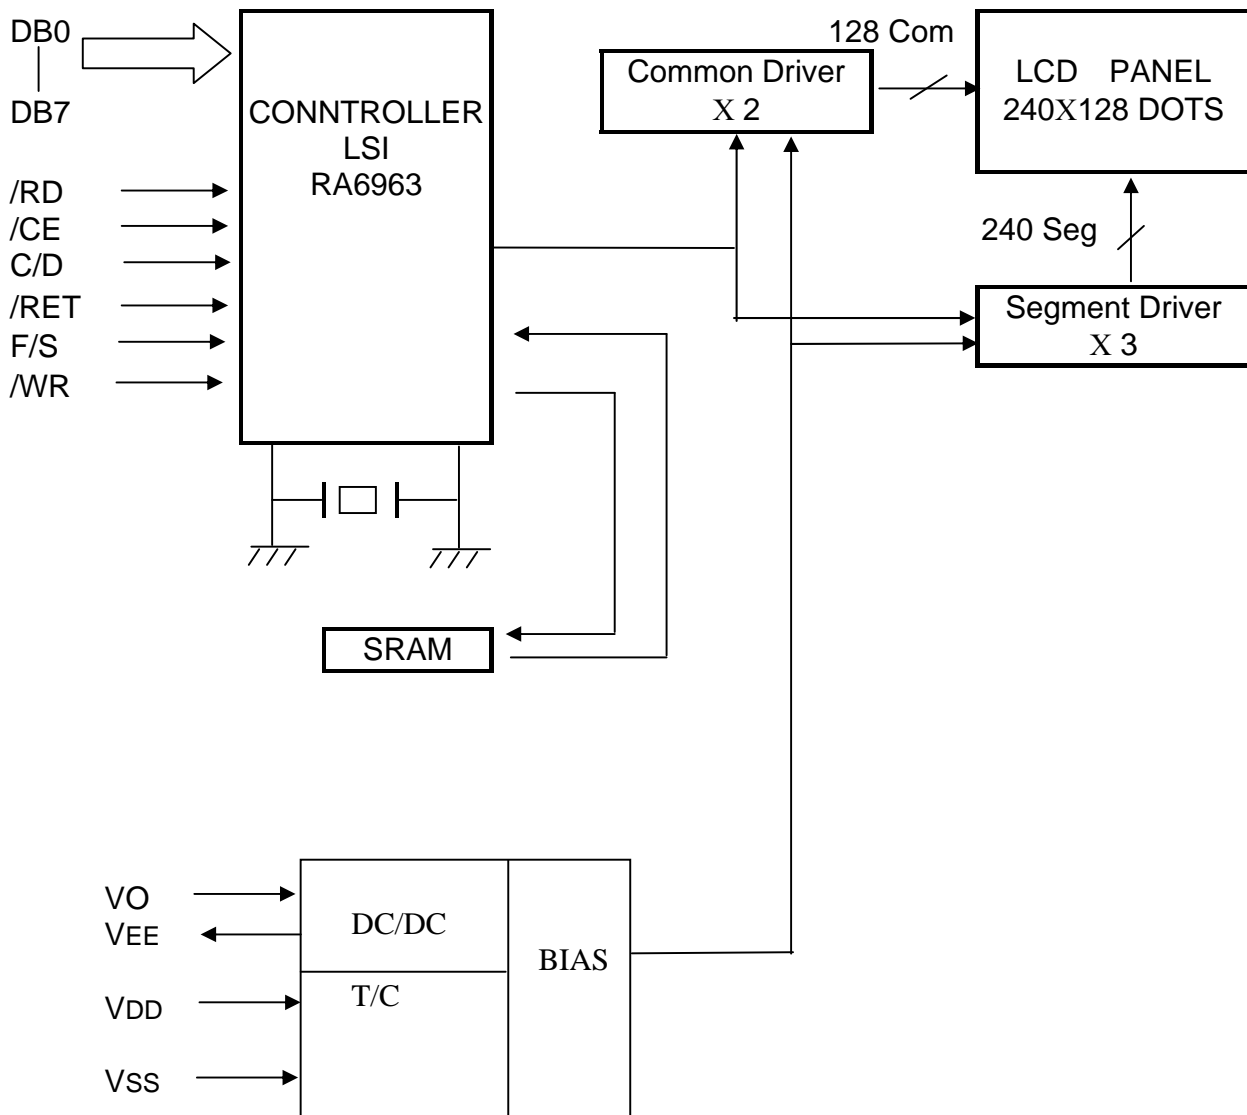 DB0
DB7
/RD
/CE
C/D
/RET
F/S
/WR
CONNTROLLER
LSI
RA6963
SRAM
128 Com
Common Driver
X 2
LCD PANEL
240X128 DOTS
240 Seg
Segment Driver
X 3
VO
VEE
VDD
VSS
DC/DC
T/C
BIAS